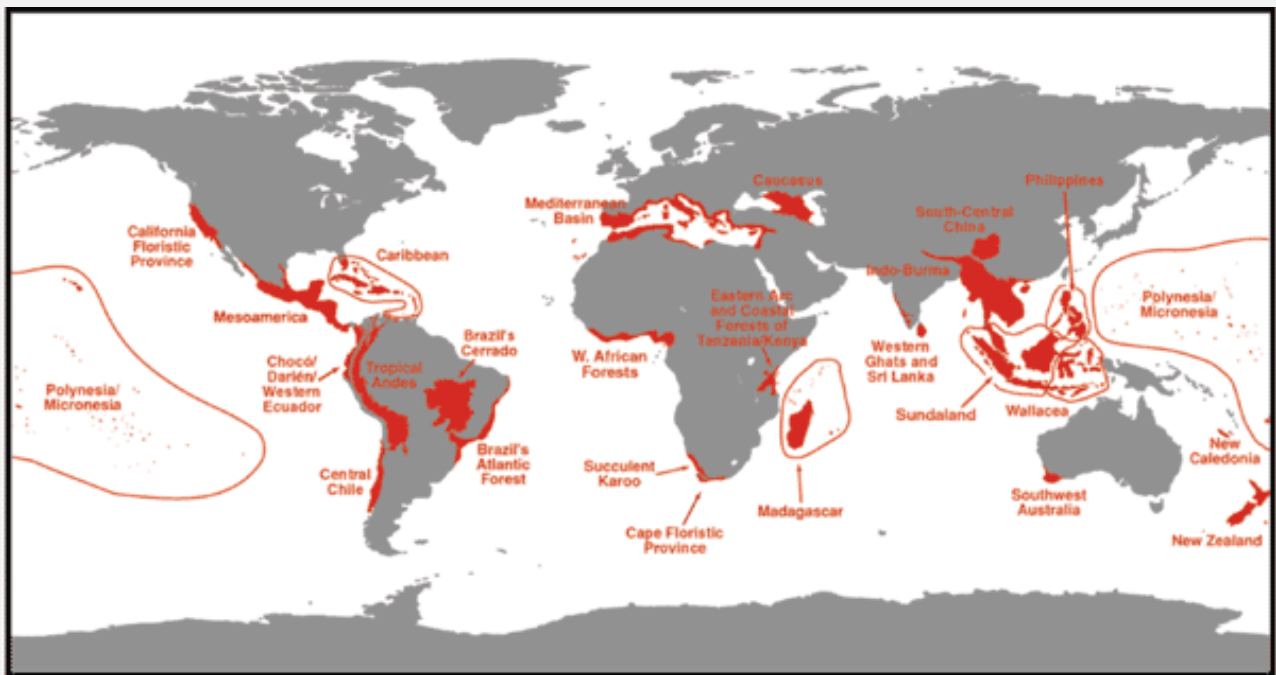 Caucasus
Philippines
Mediterranean
Basin
South-Central
China
California
Floristic
Province
Caribbean
Indo-Burma
Eastern Arc
and Coastal
Forests of
Tanzania/Kenya
Polynesia/
Micronesia
Mesoamerica
Brazil's
Cerrado
W. African
Forests
Western
Ghats and
Sri Lanka
Chocó/
Darién/
Western
Ecuador
Tropical
Andes
Polynesia/
Micronesia
Sundaland
Wallacea
Brazil's
Atlantic
Forest
New
Caledonia
Central
Chile
Succulent
Karoo
Southwest
Australia
Madagascar
Cape Floristic
Province
New Zealand